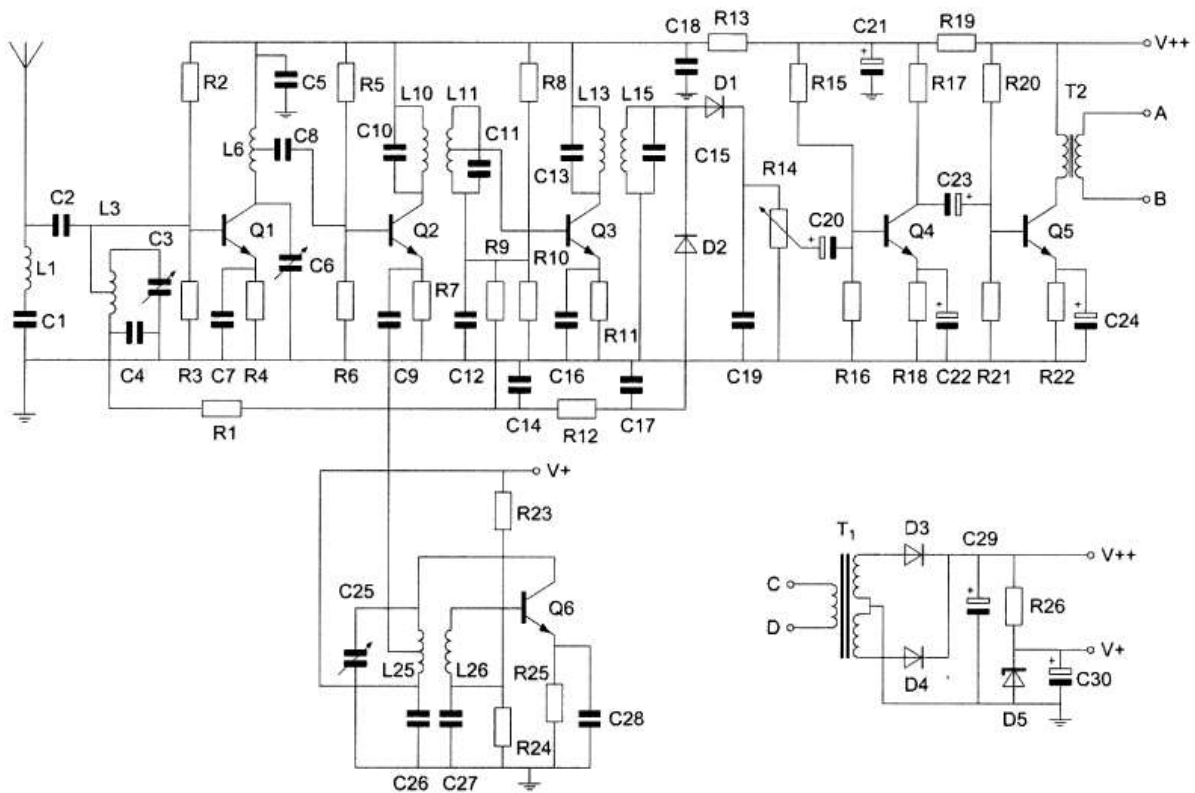 R13
C21
R19
C18
V++
R2
C5
R5
L10
L11
R8
L13
L15
D1
R15
R17
R20
T2
L6
C8
C10
C11
C13
C15
A
C2
L3
C3
R14
C23
B
Q1
C6
Q2
R9
R10
Q3
D2
C20
Q4
Q5
L1
R7
R11
C1
C24
C4
R3
C7
R4
R6
C9
C12
C16
C19
R16
R18
C22
R21
R22
R1
C14
R12
C17
V+
R23
T1
D3
C29
V++
C25
Q6
C
D
R26
L25
L26
R25
V+
D4
C30
D5
R24
C28
C26
C27
+
+
+
+
+
+
+
+